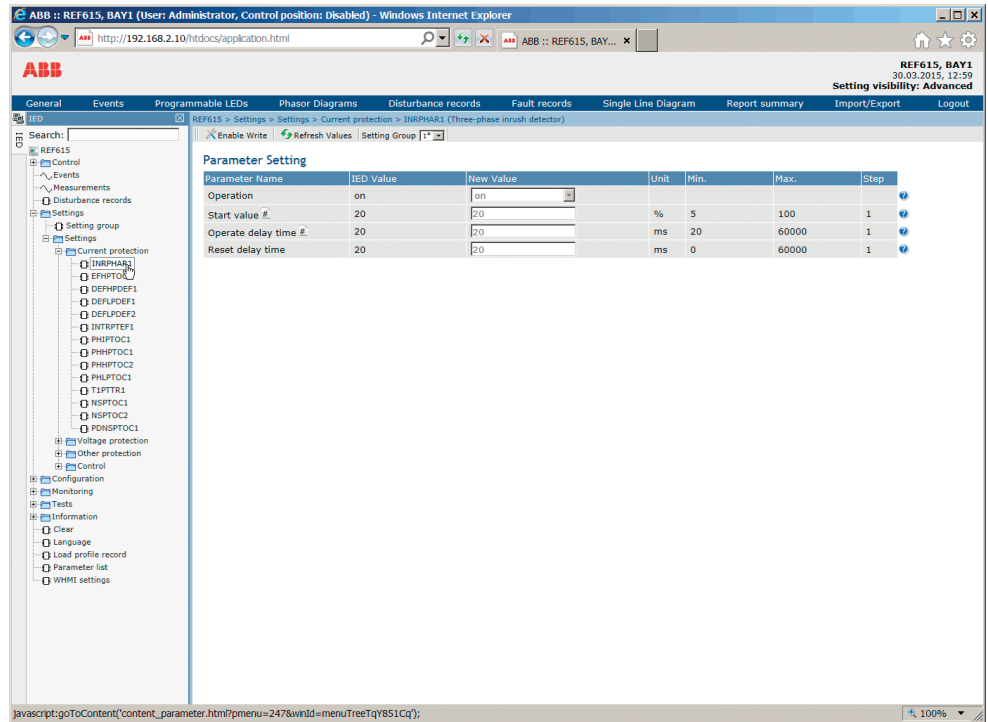 ABB :: REF615, BAY1 (User: Administrator, Control position: Disabled) - Windows Internet Explorer
ABB http://192.168.2.10/htdocs/application.html ABB ABB :: REF615, BAY...
ABB
REF615, BAY1
30.03.2015, 12:59
Setting visibility: Advanced
General Events Programmable LEDs Phasor Diagrams Disturbance records Fault records Single Line Diagram Report summary Import/Export Logout
IED
IED
REF615 > Settings > Settings > Current protection > INRPHAR1 (Three-phase inrush detector)
Search:
Enable Write Refresh Values Setting Group 1*
REF615
Control
Events
Measurements
Disturbance records
Settings
Setting group
Settings
Current protection
INRPHAR1
EFHPTOC
DEFHPDEF1
DEFLPDEF1
DEFLPDEF2
INTRPTEF1
PHIPTOC1
PHHPTOC1
PHHPTOC2
PHLPTOC1
T1PTTR1
NSPTOC1
NSPTOC2
PDNSPTOC1
Voltage protection
Other protection
Control
Configuration
Monitoring
Tests
Information
Clear
Language
Load profile record
Parameter list
WHMI settings
Parameter Setting
Parameter Name IED Value New Value Unit Min. Max. Step
Operation on on
Start value # 20 20 % 5 100 1
Operate delay time # 20 20 ms 20 60000 1
Reset delay time 20 20 ms 0 60000 1
javascript:goToContent('content_parameter.html?pmenu=247&winId=menuTreeTqY851Cq');
100%